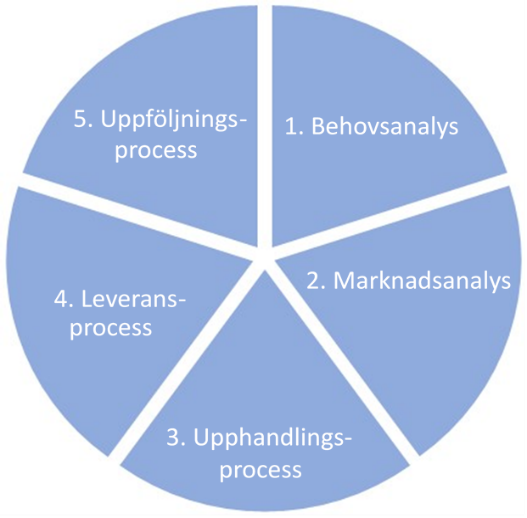 1. Behovsanalys
2. Marknadsanalys
3. Upphandlings-
process
4. Leverans-
process
5. Uppföljnings-
process